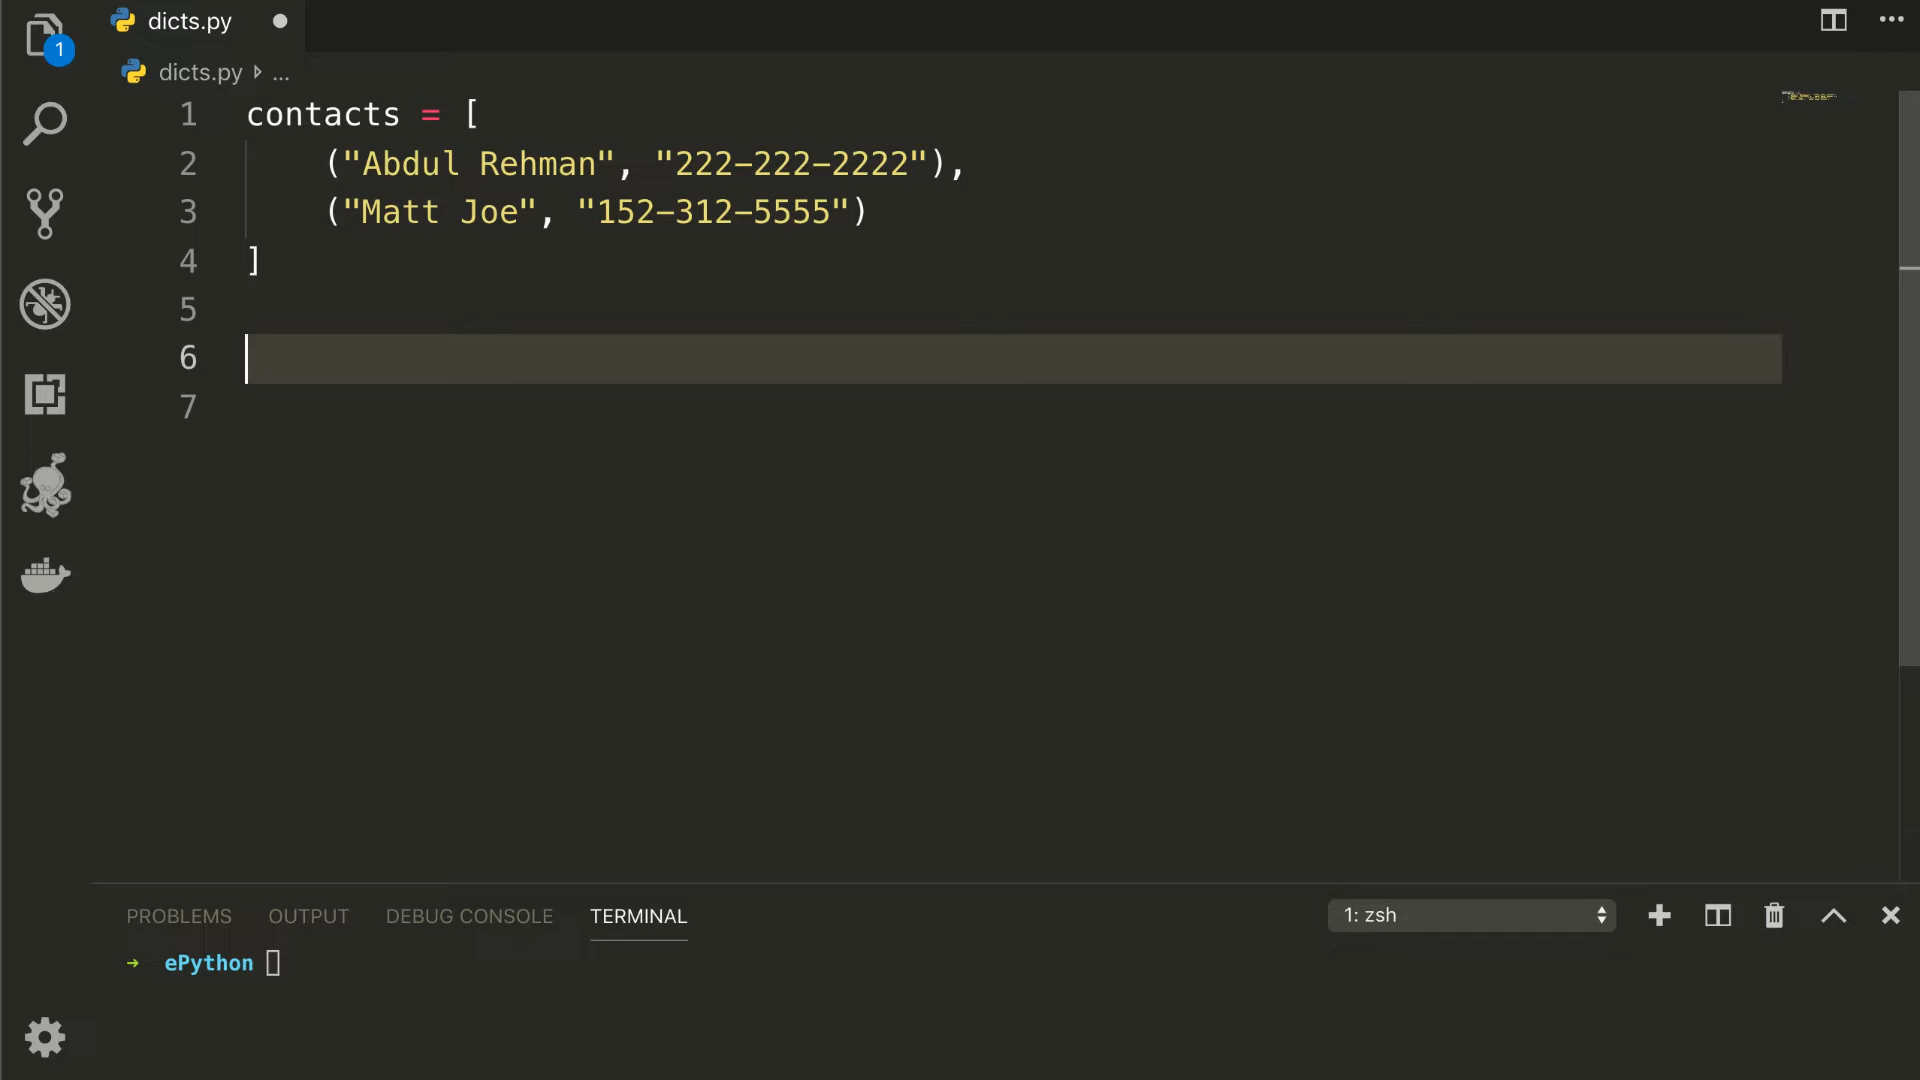 dicts.py
1
dicts.py ...
1 contacts = [
2 ("Abdul Rehman", "222-222-2222"),
3 ("Matt Joe", "152-312-5555")
4 ]
5
6
7
PROBLEMS OUTPUT DEBUG CONSOLE TERMINAL 1: zsh
→ ePython